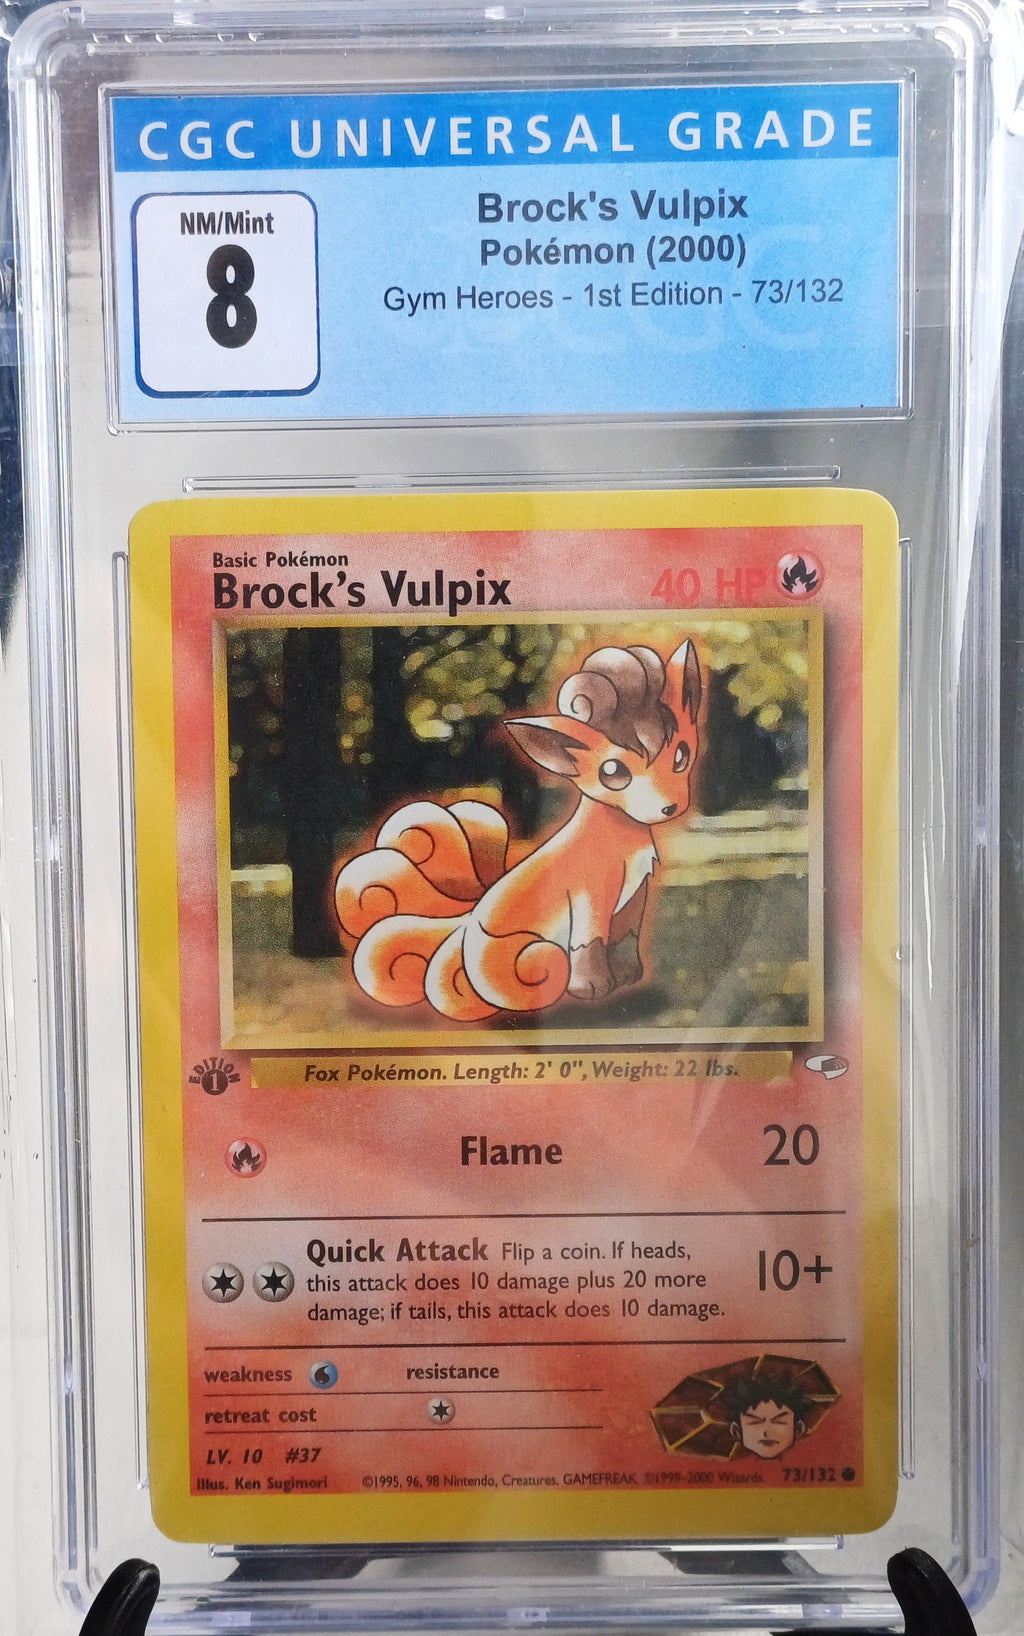 CGC UNIVERSAL GRADE
NM/Mint
8
Brock's Vulpix
Pokémon (2000)
Gym Heroes - 1st Edition - 73/132
Basic Pokémon
Brock's Vulpix
40 HP
EDITION
1
Fox Pokémon. Length: 2' 0", Weight: 22 lbs.
Flame 20
Quick Attack Flip a coin. If heads,
this attack does 10 damage plus 20 more
damage; if tails, this attack does 10 damage.
10+
weakness resistance
retreat cost
LV. 10 #37
Illus. Ken Sugimori ©1995, 96, 98 Nintendo, Creatures, GAMEFREAK. ©1999-2000 Wizards. 73/132